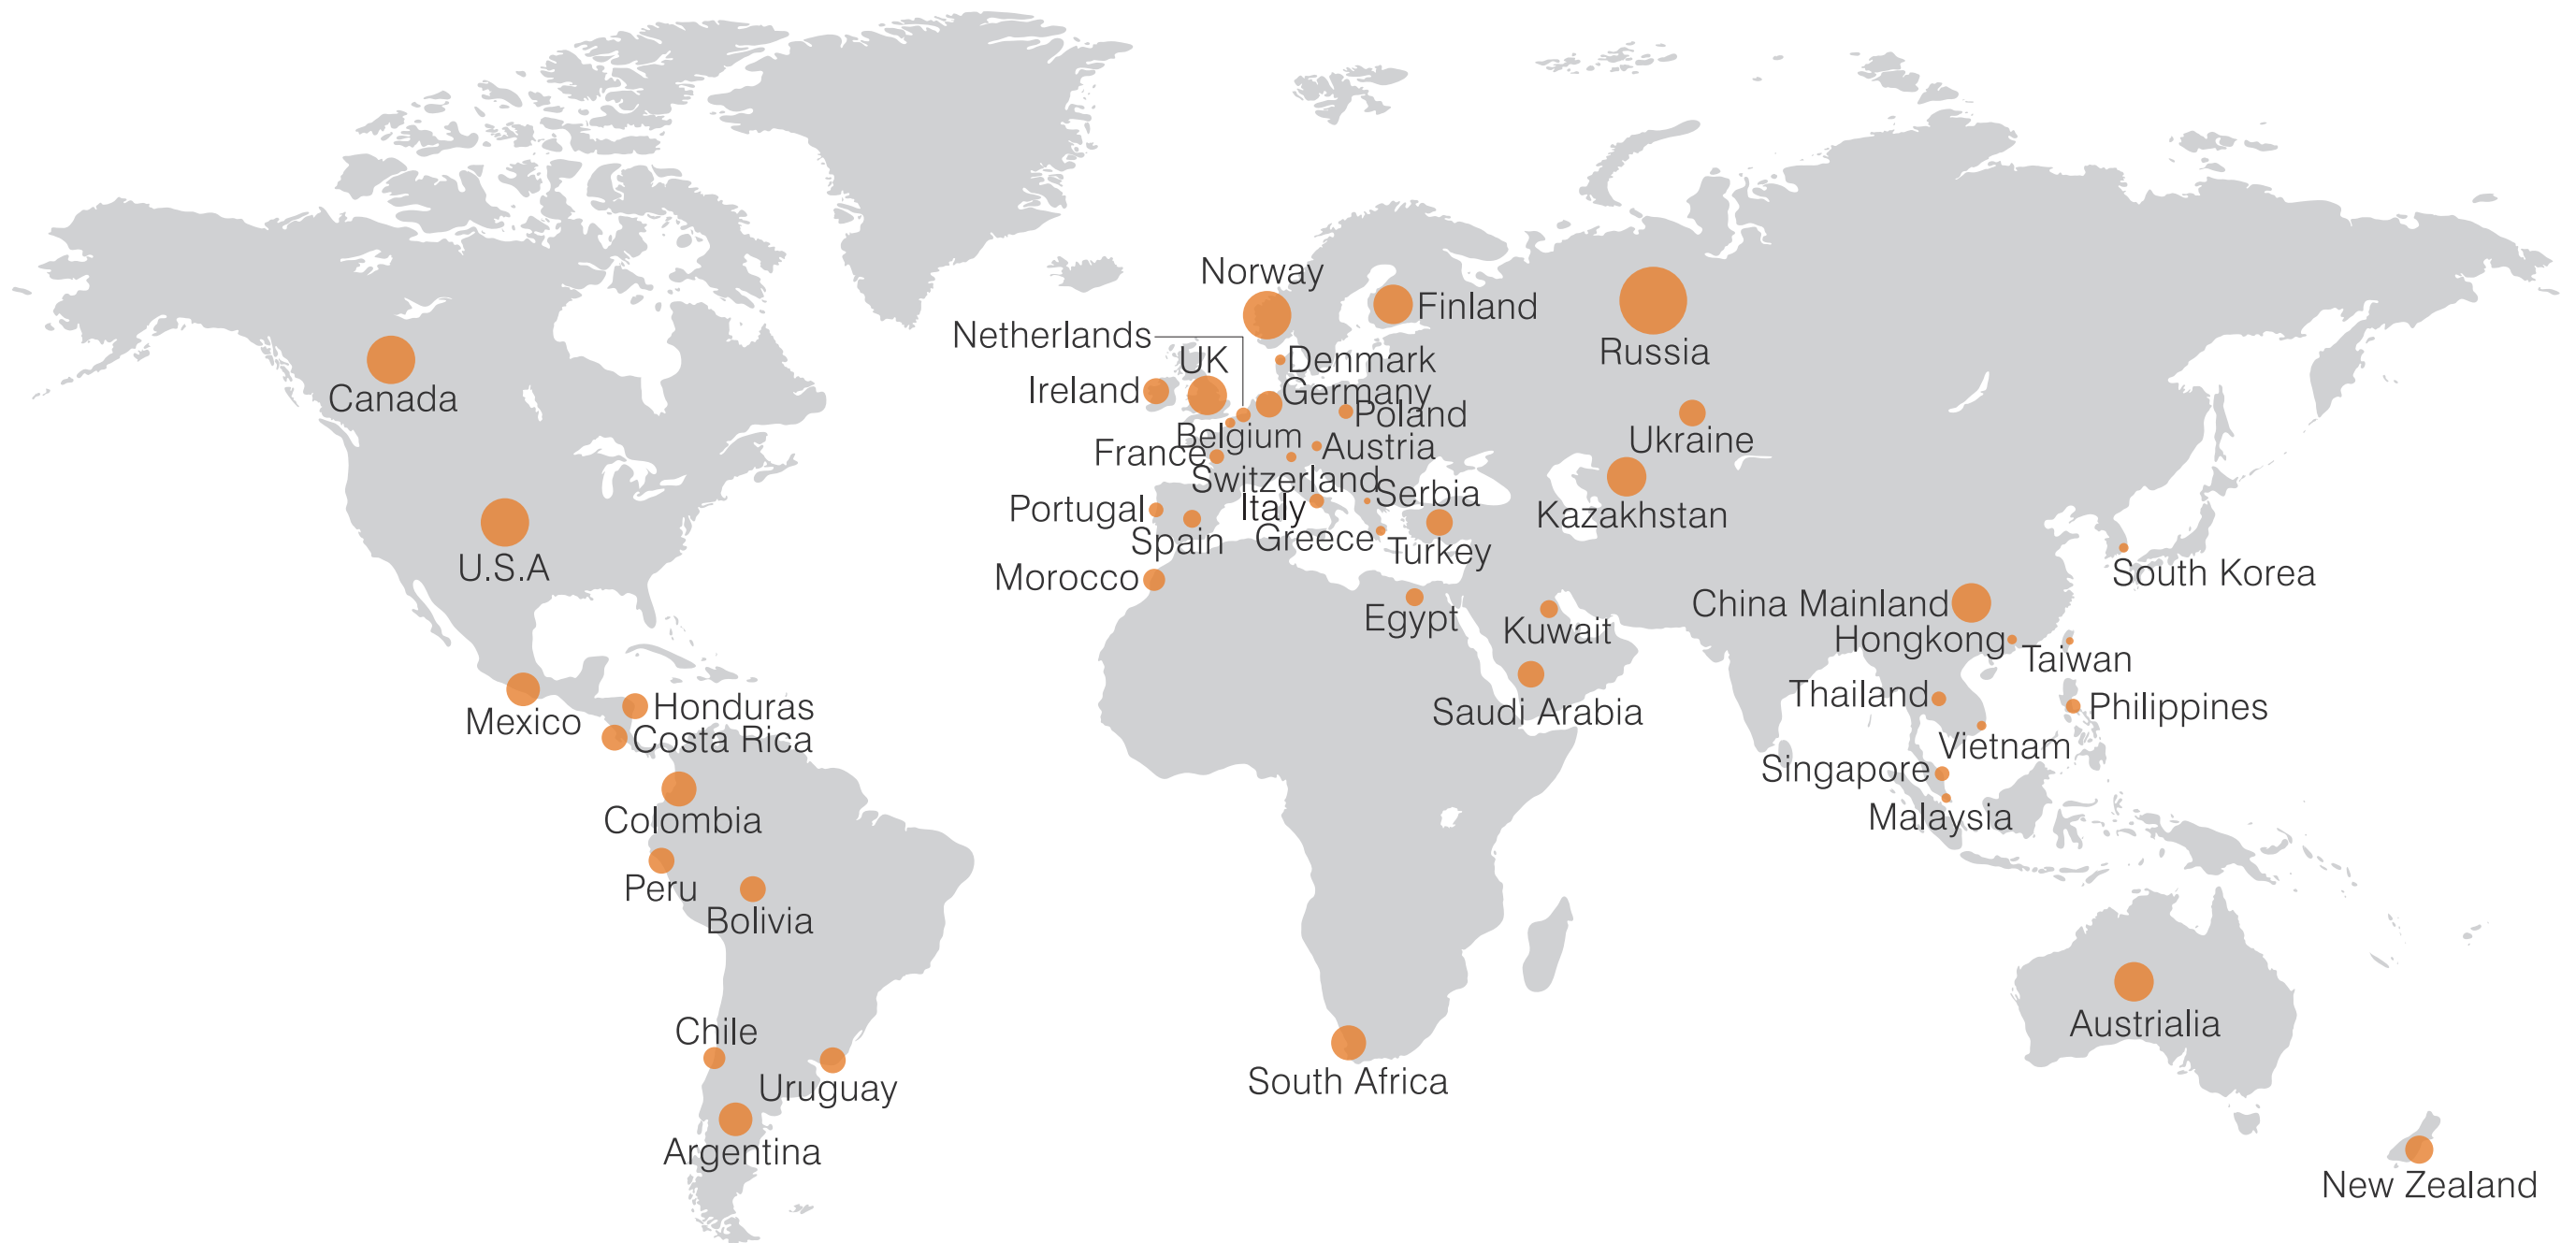 Norway
Finland
Netherlands
Russia
UK
Denmark
Ireland
Germany
Canada
Poland
Belgium
Ukraine
Austria
France
Switzerland
Serbia
Portugal
Italy
Kazakhstan
Spain
Greece
Turkey
U.S.A
South Korea
Morocco
China Mainland
Egypt
Kuwait
Hongkong
Taiwan
Thailand
Honduras
Philippines
Saudi Arabia
Mexico
Costa Rica
Vietnam
Singapore
Malaysia
Colombia
Peru
Bolivia
Austrialia
Chile
South Africa
Uruguay
Argentina
New Zealand